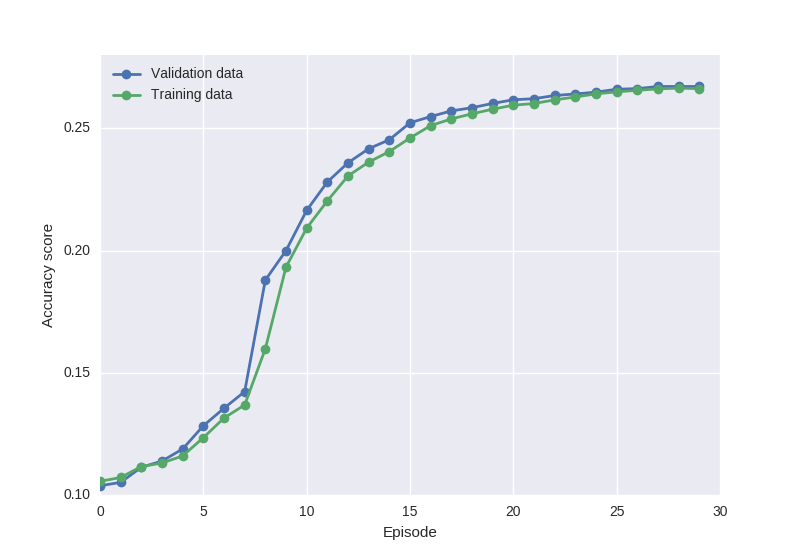 Validation data
Training data
0.25
0.20
0.15
0.10
Accuracy score
0 5 10 15 20 25 30
Episode